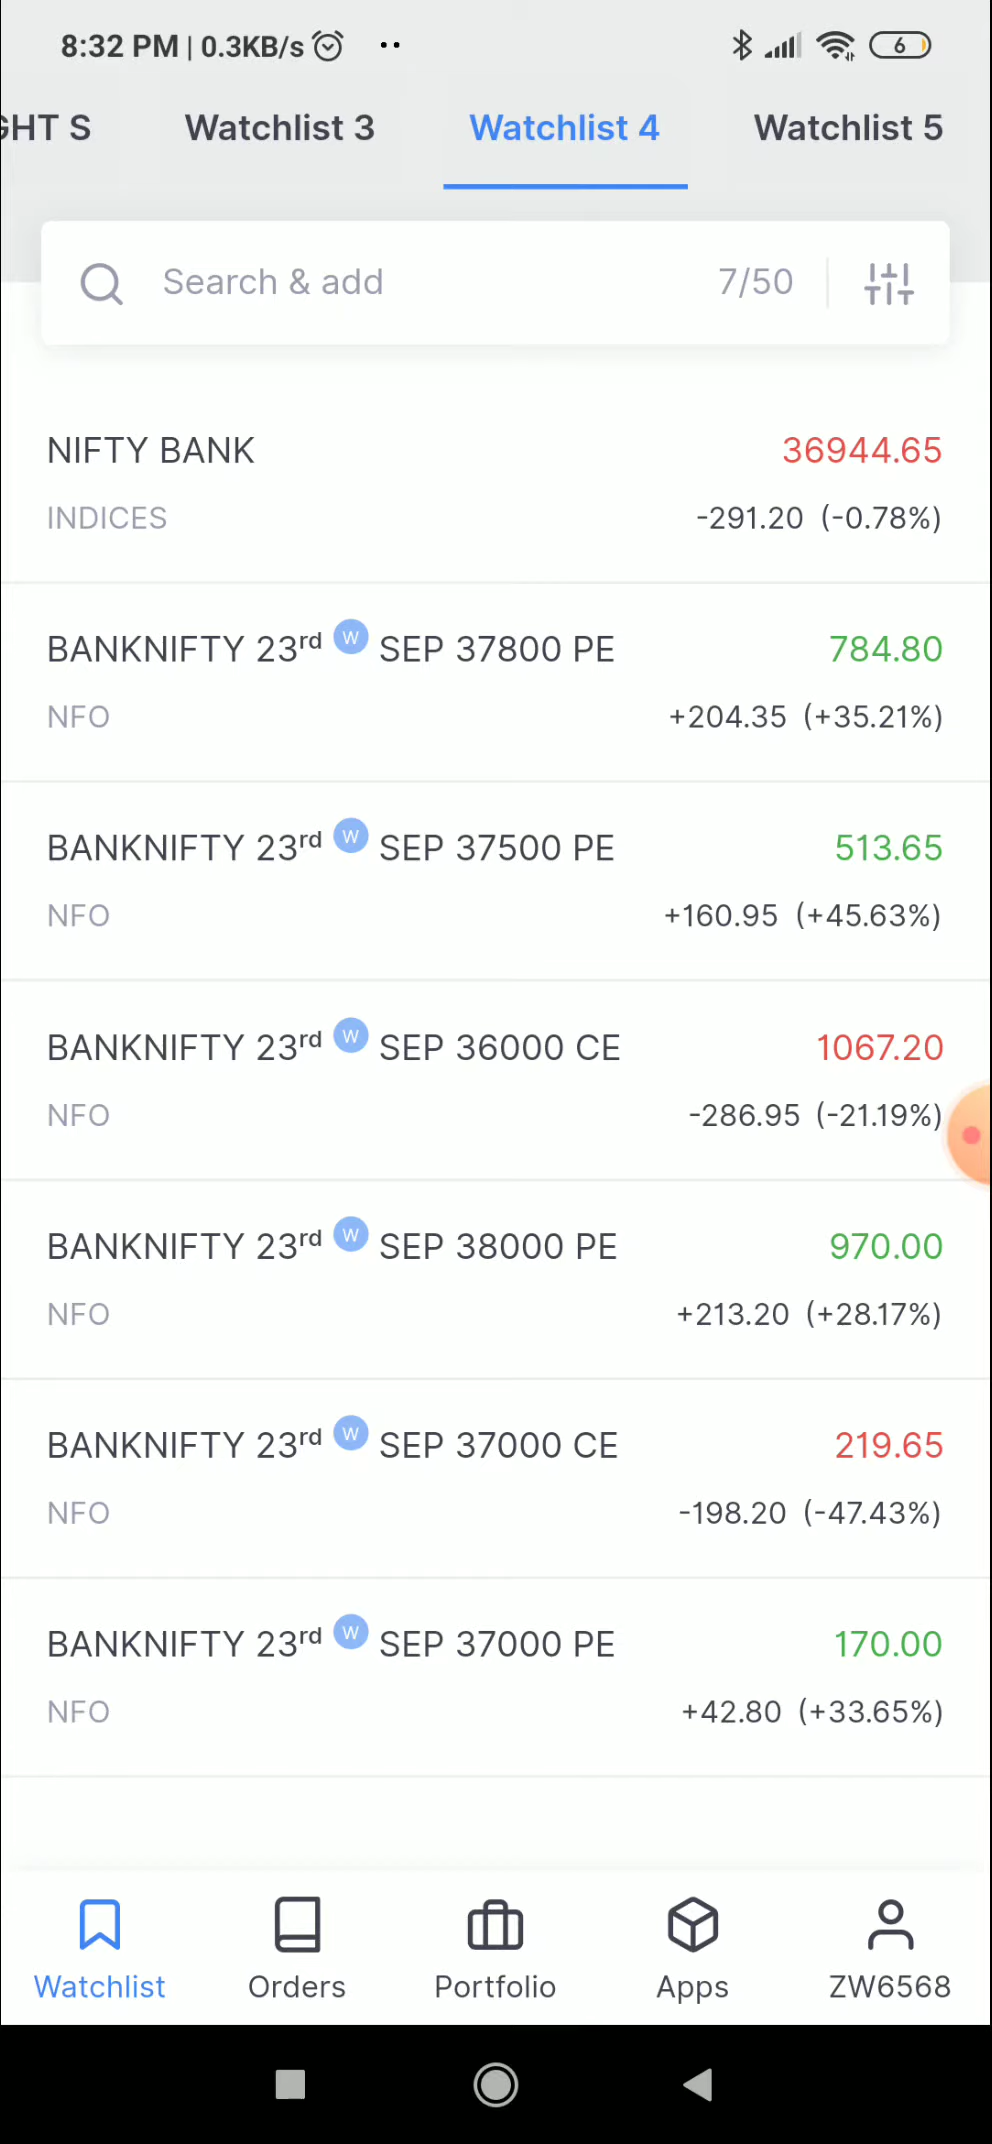 8:32 PM | 0.3KB/s 6
GHT S Watchlist 3 Watchlist 4 Watchlist 5
Search & add 7/50
NIFTY BANK 36944.65
INDICES -291.20 (-0.78%)
BANKNIFTY 23rd W SEP 37800 PE 784.80
NFO +204.35 (+35.21%)
BANKNIFTY 23rd W SEP 37500 PE 513.65
NFO +160.95 (+45.63%)
BANKNIFTY 23rd W SEP 36000 CE 1067.20
NFO -286.95 (-21.19%)
BANKNIFTY 23rd W SEP 38000 PE 970.00
NFO +213.20 (+28.17%)
BANKNIFTY 23rd W SEP 37000 CE 219.65
NFO -198.20 (-47.43%)
BANKNIFTY 23rd W SEP 37000 PE 170.00
NFO +42.80 (+33.65%)
Watchlist Orders Portfolio Apps ZW6568